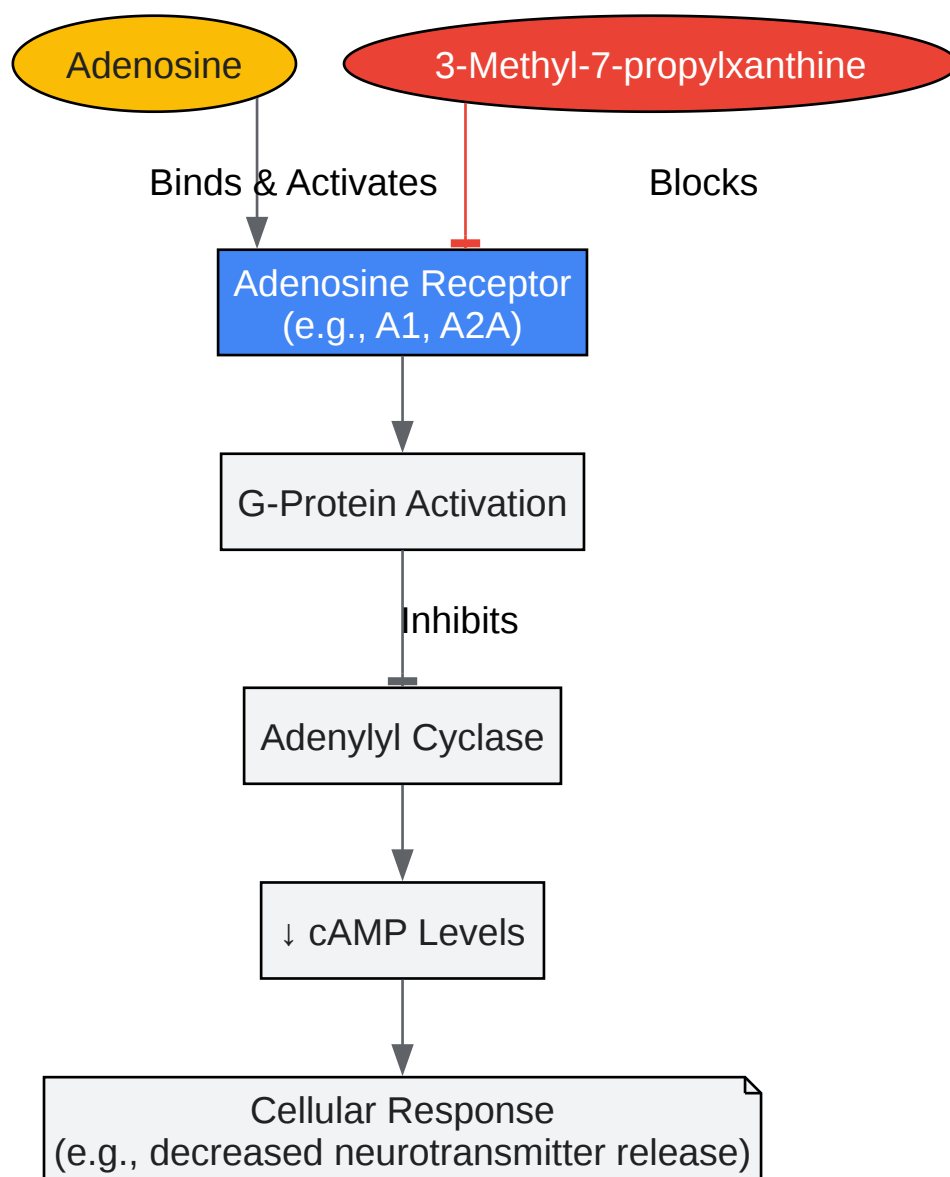 Adenosine
3-Methyl-7-propylxanthine
Binds & Activates
Blocks
Adenosine Receptor
(e.g., A1, A2A)
G-Protein Activation
Inhibits
Adenylyl Cyclase
↓ cAMP Levels
Cellular Response
(e.g., decreased neurotransmitter release)